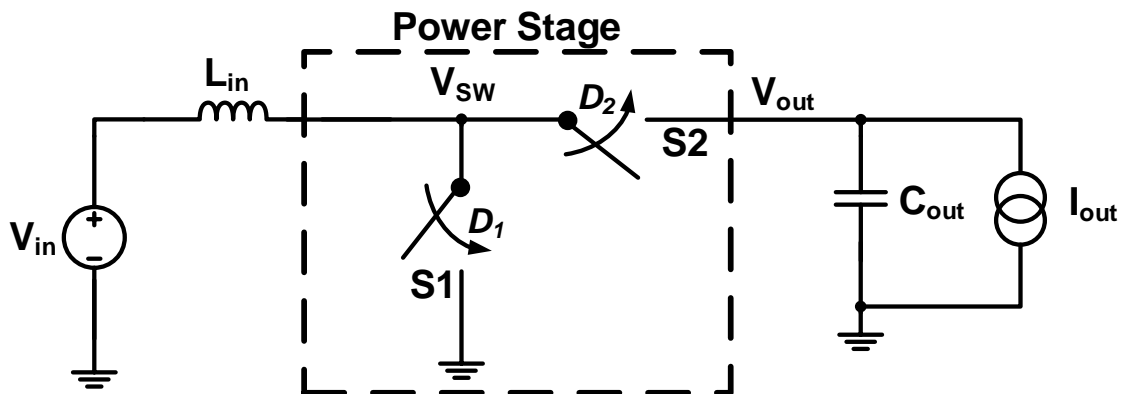 Power Stage
L_in
V_SW
D_2
V_out
S2
V_in
+
−
D_1
S1
C_out
I_out